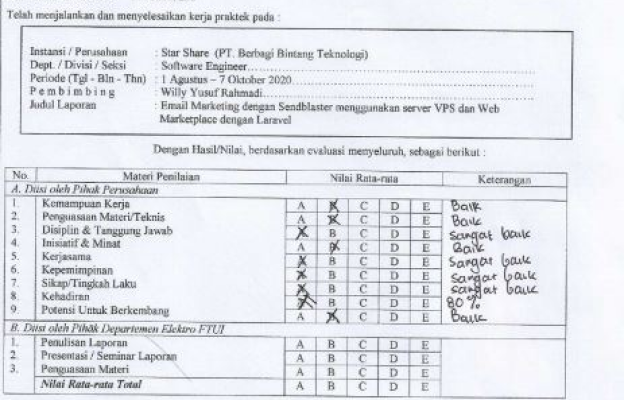 Telah menjalankan dan menyelesaikan kerja praktek pada :
Instansi / Perusahaan : Star Share (PT. Berbagi Bintang Teknologi)
Dept. / Divisi / Seksi : Software Engineer
Periode (Tgl - Bln - Thn) : 1 Agustus – 7 Oktober 2020
P e m b i m b i n g : Willy Yusuf Rahmadi
Judul Laporan : Email Marketing dengan Sendblaster menggunakan server VPS dan Web
Marketplace dengan Laravel
Dengan Hasil/Nilai, berdasarkan evaluasi menyeluruh, sebagai berikut :
No. Materi Penilaian Nilai Rata-rata Keterangan
A. Diisi oleh Pihak Perusahaan
1. Kemampuan Kerja A B C D E Baik
2. Penguasaan Materi/Teknis A B C D E Baik
3. Disiplin & Tanggung Jawab A B C D E Sangat baik
4. Inisiatif & Minat A B C D E Baik
5. Kerjasama A B C D E Sangat baik
6. Kepemimpinan A B C D E Sangat baik
7. Sikap/Tingkah Laku A B C D E Sangat baik
8. Kehadiran A B C D E 80 %
9. Potensi Untuk Berkembang A B C D E Baik
B. Diisi oleh Pihak Departemen Elektro FTUI
1. Penulisan Laporan A B C D E
2. Presentasi / Seminar Laporan A B C D E
3. Penguasaan Materi A B C D E
Nilai Rata-rata Total A B C D E